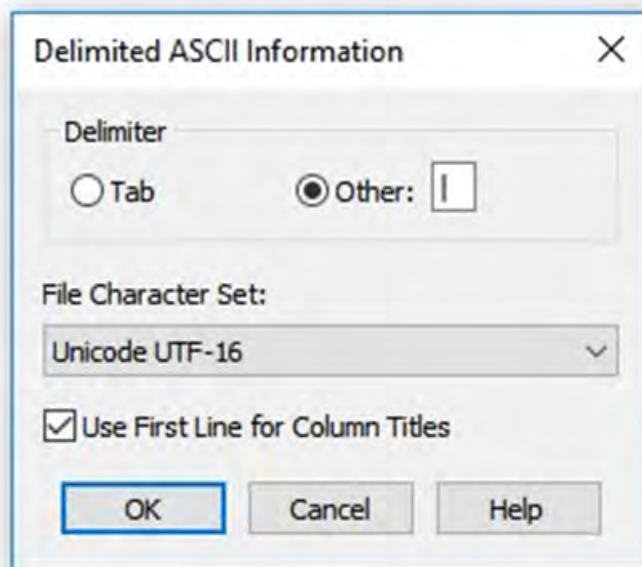 Delimited ASCII Information
Delimiter
Tab
Other: |
File Character Set:
Unicode UTF-16
Use First Line for Column Titles
OK Cancel Help